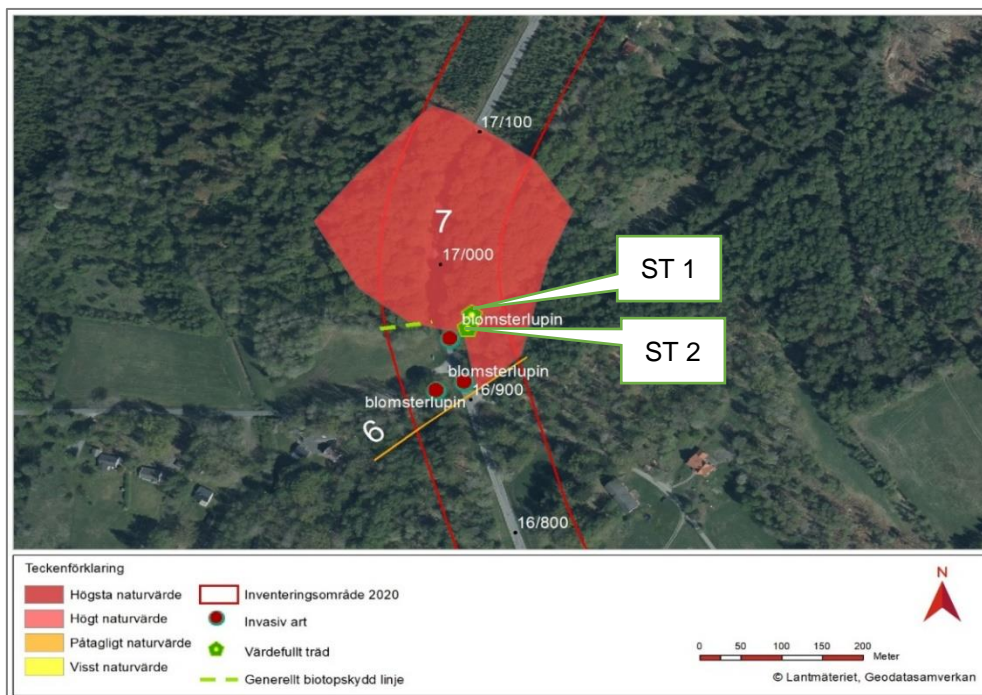 17/100
7
17/000
ST 1
blomsterlupin
ST 2
blomsterlupin
16/900
blomsterlupin
6
16/800
Teckenförklaring
Högsta naturvärde
Högt naturvärde
Påtagligt naturvärde
Visst naturvärde
Inventeringsområde 2020
Invasiv art
Värdefullt träd
Generellt biotopskydd linje
N
0 50 100 150 200
Meter
© Lantmäteriet, Geodatasamverkan